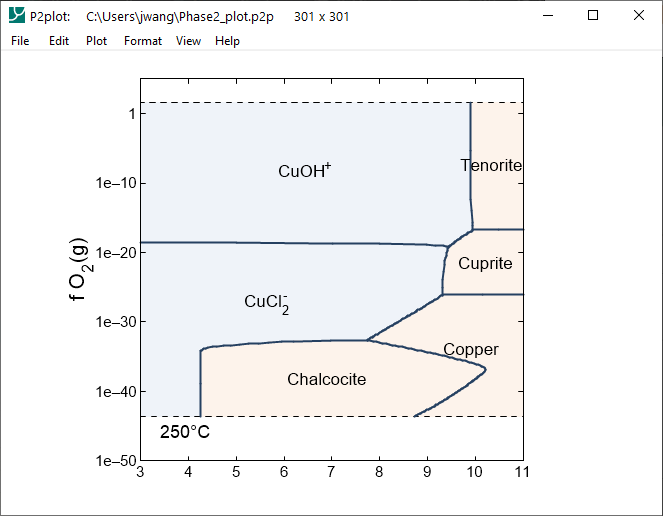 P2plot: C:\Users\jwang\Phase2_plot.p2p 301 x 301
File Edit Plot Format View Help
1
CuOH+
Tenorite
1e–10
f O2(g)
1e–20
Cuprite
CuCl2-
1e–30
Copper
Chalcocite
1e–40
250°C
1e–50
3 4 5 6 7 8 9 10 11